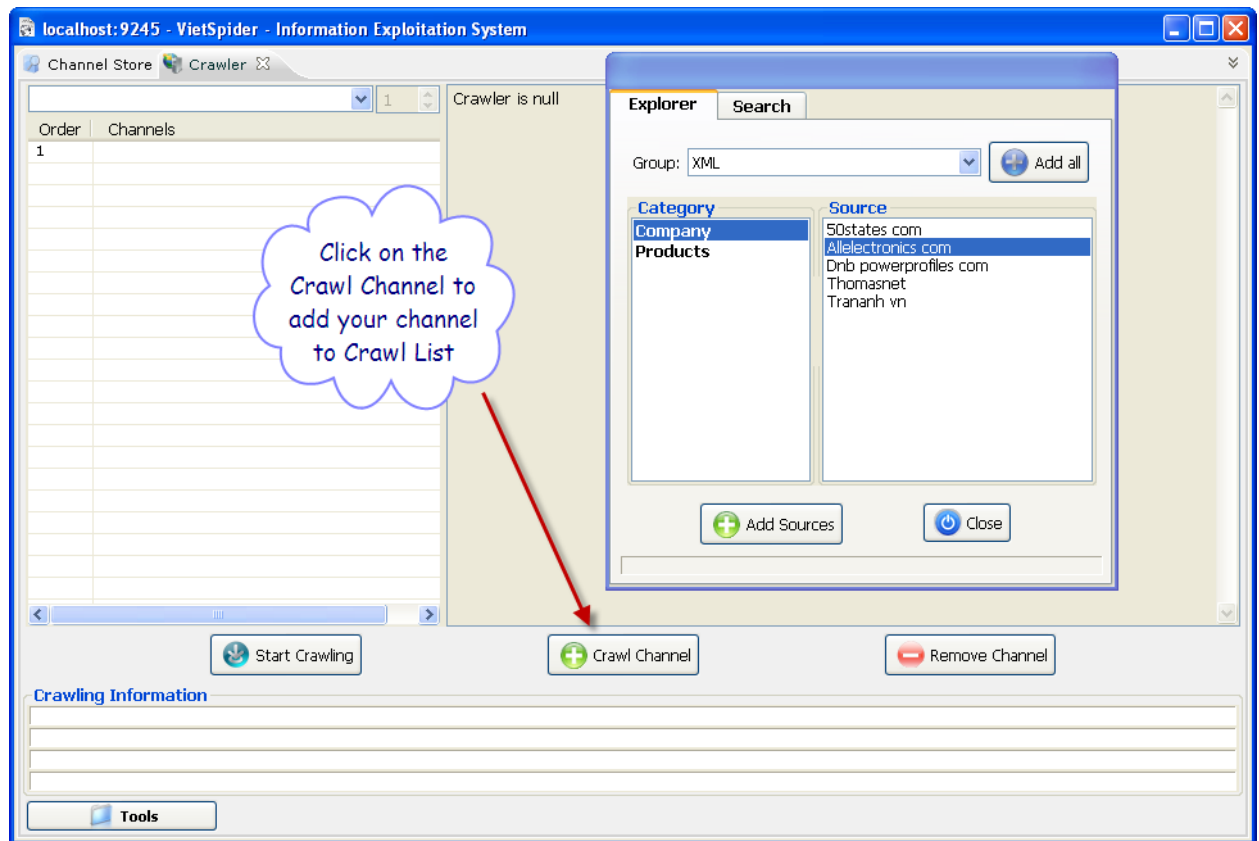 localhost:9245 - VietSpider - Information Exploitation System
Channel Store Crawler
1
Crawler is null
Order Channels
1
Explorer Search
Group: XML Add all
Category
Company
Products
Source
50states com
Allelectronics com
Dnb powerprofiles com
Thomasnet
Trananh vn
Add Sources Close
Click on the
Crawl Channel to
add your channel
to Crawl List
Start Crawling Crawl Channel Remove Channel
Crawling Information
Tools